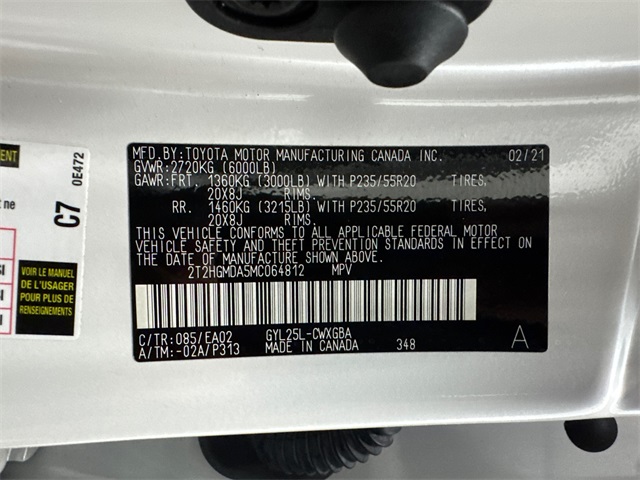 MFD.BY:TOYOTA MOTOR MANUFACTURING CANADA INC. 02/21
GVWR:2720KG (6000LB)
GAWR:FRT. 1360KG (3000LB) WITH P235/55R20 TIRES,
20X8J RIMS
RR. 1460KG (3215LB) WITH P235/55R20 TIRES,
20X8J RIMS
THIS VEHICLE CONFORMS TO ALL APPLICABLE FEDERAL MOTOR
VEHICLE SAFETY AND THEFT PREVENTION STANDARDS IN EFFECT ON
THE DATE OF MANUFACTURE SHOWN ABOVE.
2T2HGMDA5MC064812 MPV
C/TR:085/EA02 GYL25L-CWXGBA
A/TM:-02A/P313 MADE IN CANADA 348 A
ENT
ne
C7
0E472
SI
SI
VOIR LE MANUEL
DE L'USAGER
POUR PLUS DE
RENSEIGNEMENTS